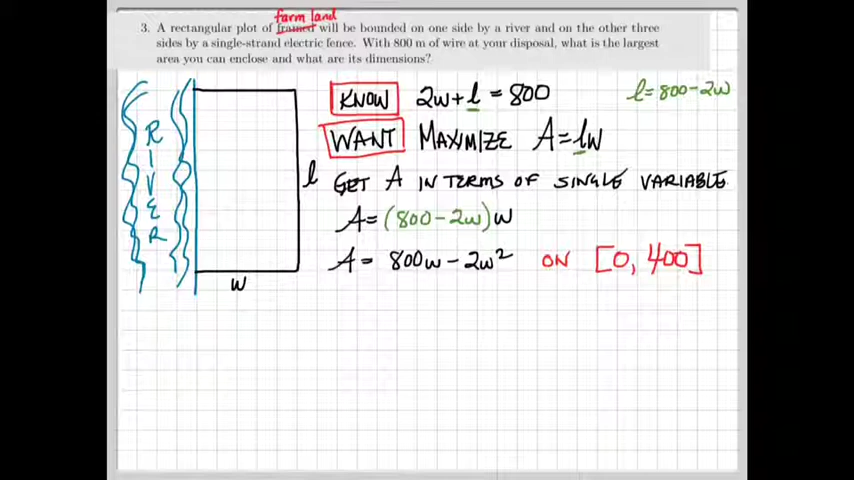 farm land
3. A rectangular plot of framed will be bounded on one side by a river and on the other three
sides by a single-strand electric fence. With 800 m of wire at your disposal, what is the largest
area you can enclose and what are its dimensions?
RIVER
l
w
KNOW 2w + l = 800 l = 800 - 2w
WANT MAXIMIZE A = lw
GET A IN TERMS OF SINGLE VARIABLE.
A = (800 - 2w)w
A = 800w - 2w² ON [0, 400]